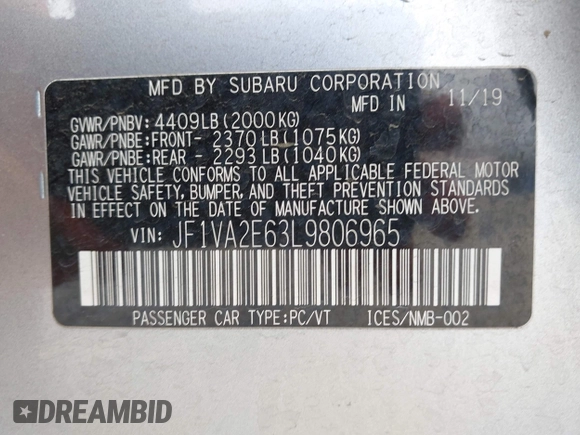 MFD BY SUBARU CORPORATION
MFD IN 11/19
GVWR/PNBV: 4409LB(2000KG)
GAWR/PNBE:FRONT- 2370LB(1075KG)
GAWR/PNBE:REAR - 2293LB(1040KG)
THIS VEHICLE CONFORMS TO ALL APPLICABLE FEDERAL MOTOR
VEHICLE SAFETY, BUMPER, AND THEFT PREVENTION STANDARDS
IN EFFECT ON THE DATE OF MANUFACTURE SHOWN ABOVE.
VIN: JF1VA2E63L9806965
PASSENGER CAR TYPE:PC/VT ICES/NMB-002
DREAMBID